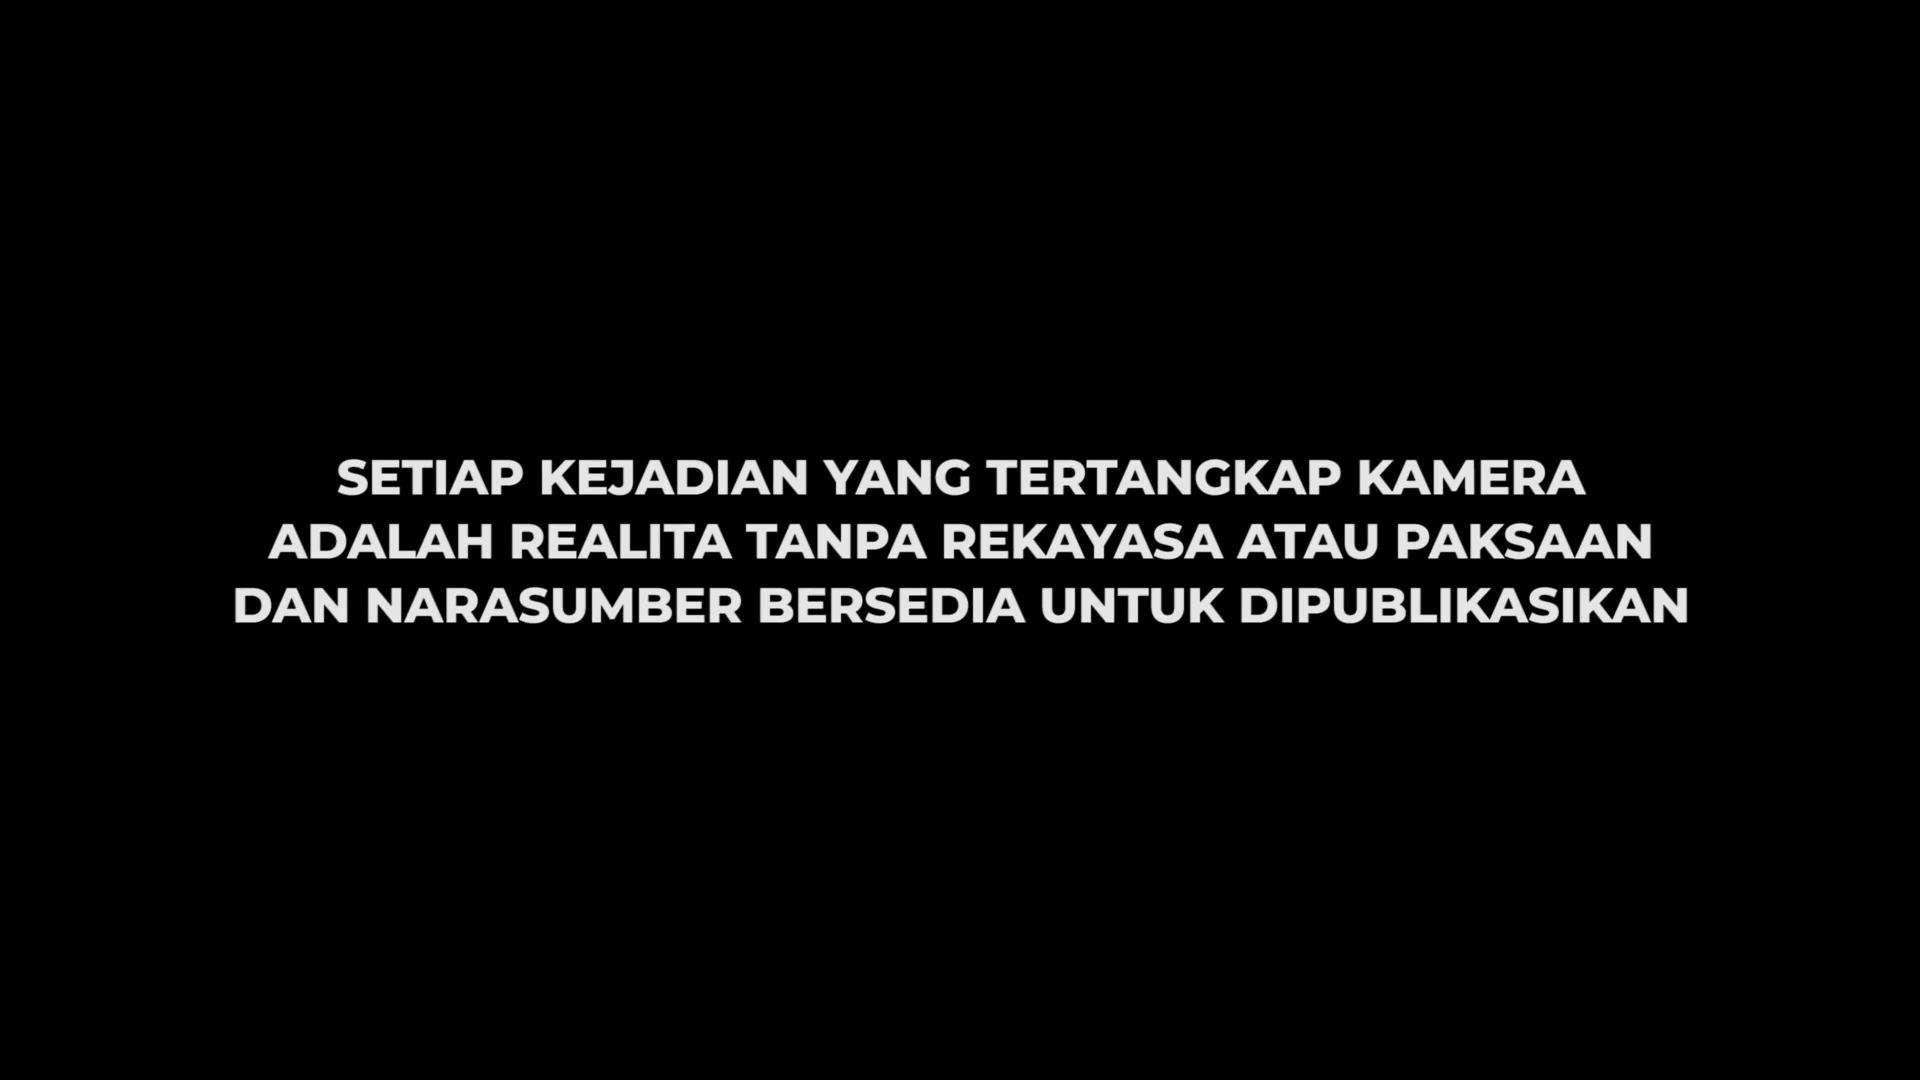 SETIAP KEJADIAN YANG TERTANGKAP KAMERA
ADALAH REALITA TANPA REKAYASA ATAU PAKSAAN
DAN NARASUMBER BERSEDIA UNTUK DIPUBLIKASIKAN